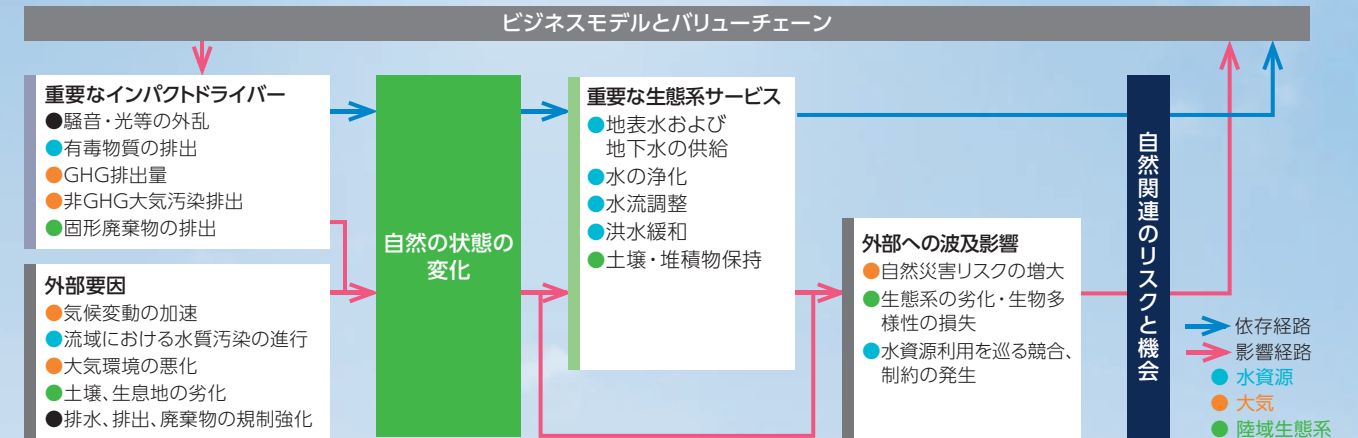 ビジネスモデルとバリューチェーン
重要なインパクトドライバー
●騒音・光等の外乱
●有毒物質の排出
●GHG排出量
●非GHG大気汚染排出
●固形廃棄物の排出
外部要因
●気候変動の加速
●流域における水質汚染の進行
●大気環境の悪化
●土壌、生息地の劣化
●排水、排出、廃棄物の規制強化
自然の状態の
変化
重要な生態系サービス
●地表水および
地下水の供給
●水の浄化
●水流調整
●洪水緩和
●土壌・堆積物保持
外部への波及影響
●自然災害リスクの増大
●生態系の劣化・生物多
様性の損失
●水資源利用を巡る競合、
制約の発生
自然関連のリスクと機会
依存経路
影響経路
●水資源
●大気
●陸域生態系